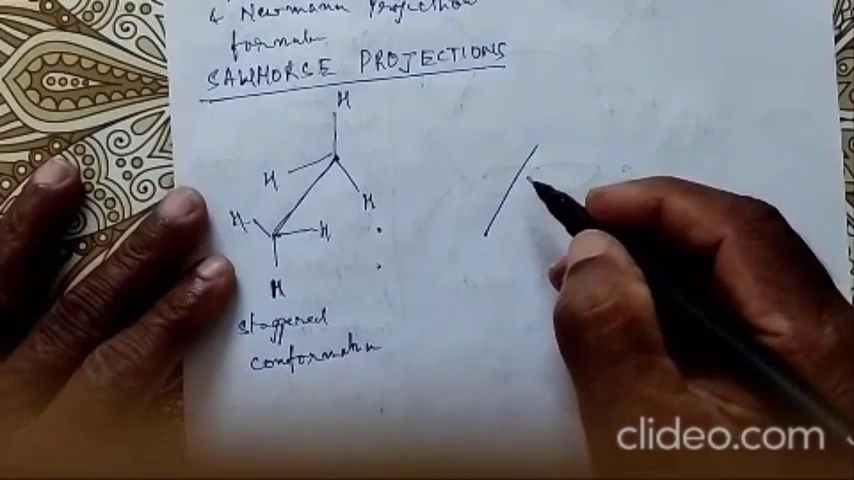 & Newmann Projection
formula
SAWHORSE PROJECTIONS
H
H
H
H
H
H
staggered
conformation
clideo.com